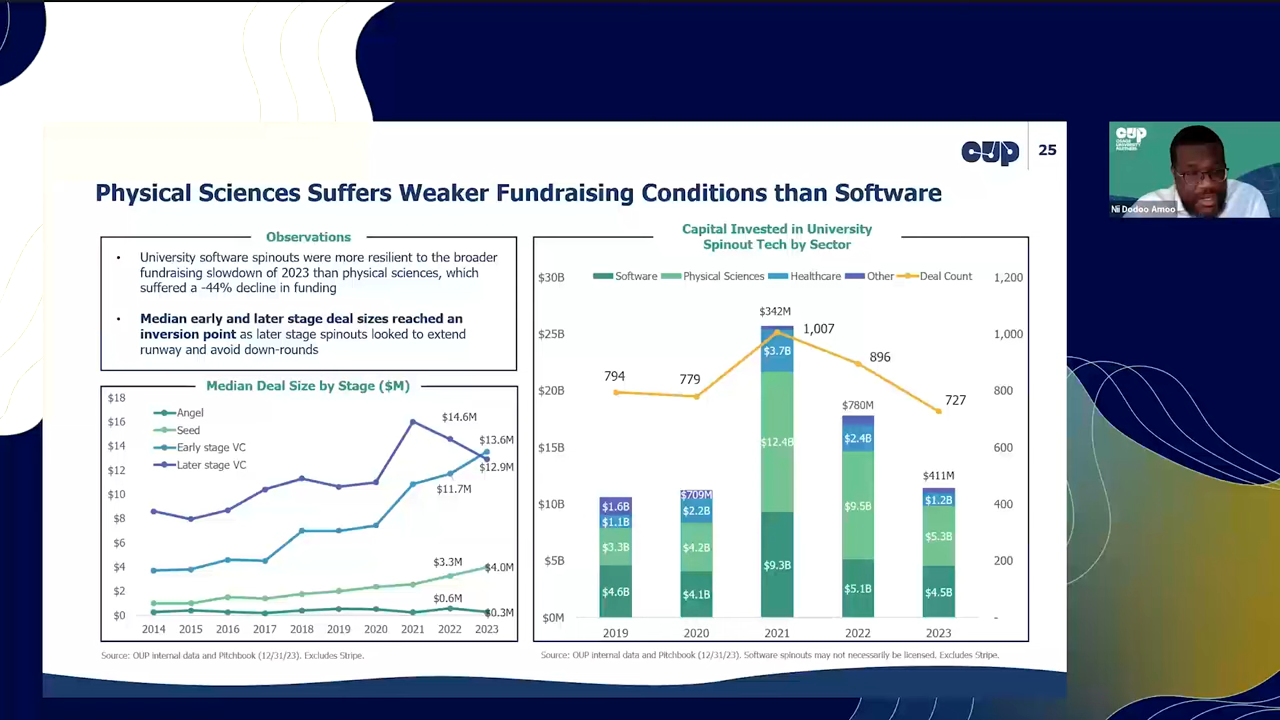 OUP
25
Physical Sciences Suffers Weaker Fundraising Conditions than Software
Observations
• University software spinouts were more resilient to the broader
fundraising slowdown of 2023 than physical sciences, which
suffered a -44% decline in funding
• Median early and later stage deal sizes reached an
inversion point as later stage spinouts looked to extend
runway and avoid down-rounds
Median Deal Size by Stage ($M)
$18
$16
$14
$12
$10
$8
$6
$4
$2
$0
Angel
Seed
Early stage VC
Later stage VC
$14.6M
$13.6M
$12.9M
$11.7M
$3.3M
$4.0M
$0.6M
$0.3M
2014 2015 2016 2017 2018 2019 2020 2021 2022 2023
Source: OUP internal data and Pitchbook (12/31/23). Excludes Stripe.
Capital Invested in University
Spinout Tech by Sector
Software Physical Sciences Healthcare Other Deal Count
$30B
$25B
$20B
$15B
$10B
$5B
$0M
1,200
1,000
800
600
400
200
-
794
779
1,007
896
727
$1.6B
$1.1B
$3.3B
$4.6B
$709M
$2.2B
$4.2B
$4.1B
$342M
$3.7B
$12.4B
$9.3B
$780M
$2.4B
$9.5B
$5.1B
$411M
$1.2B
$5.3B
$4.5B
2019 2020 2021 2022 2023
Source: OUP internal data and Pitchbook (12/31/23). Software spinouts may not necessarily be licensed. Excludes Stripe.
OUP
OSAGE
UNIVERSITY
PARTNERS
Nii Dodoo Amoo